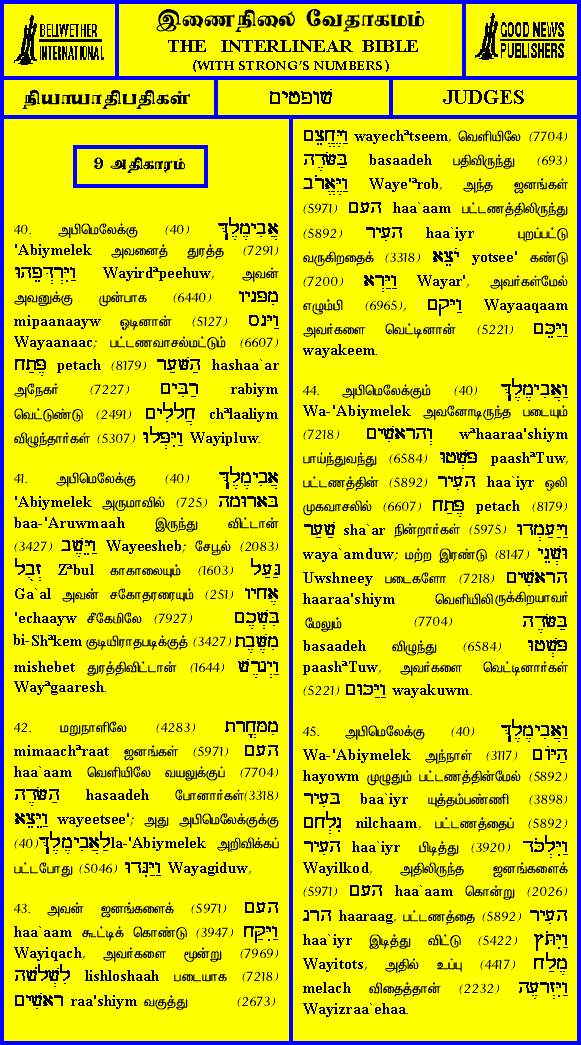 BELLWETHER
INTERNATIONAL
இணைநிலை வேதாகமம்
THE INTERLINEAR BIBLE
(WITH STRONG'S NUMBERS)
GOOD NEWS
PUBLISHERS
நியாயாதிபதிகள்
שופטים
JUDGES
9 அதிகாரம்
40. அபிமெலேக்கு (40) אֲבִימֶלֶךְ
'Abiymelek அவனைத் துரத்த (7291)
וַיִּרְדְּפֵהוּ Wayirdªpeehuw, அவன்
அவனுக்கு முன்பாக (6440) מִפָּנָיו
mipaanaayw ஒடினான் (5127) וַיָּנָס
Wayaanaac; பட்டணவாசல்மட்டும் (6607)
פֶּתַח petach (8179) הַשָּׁעַר hashaa`ar
அநேகர் (7227) רַבִּים rabiym
வெட்டுண்டு (2491) חֲלָלִים chªlaaliym
விழுந்தார்கள் (5307) וַיִּפְּלוּ Wayipluw.
41. அபிமெலேக்கு (40) אֲבִימֶלֶךְ
'Abiymelek அருமாவில் (725) בָּארוּמָה
baa-'Aruwmaah இருந்து விட்டான்
(3427) וַיֵּשֶׁב Wayeesheb; சேபூல் (2083)
זְבֻל Zªbul காகாலையும் (1603) גַּעַל
Ga`al அவன் சகோதரரையும் (251) אֶחָיו
'echaayw சீகேமிலே (7927) בִּשְׁכֶם
bi-Shªkem குடியிராதபடிக்குத் (3427) מִשֶּׁבֶת
mishebet துரத்திவிட்டான் (1644) וַיְגָרֶשׁ
Wayªgaaresh.
42. மறுநாளிலே (4283) מִמָּחֳרָת
mimaachªraat ஜனங்கள் (5971) הָעָם
haa`aam வெளியிலே வயலுக்குப் (7704)
הַשָּׂדֶה hasaadeh போனார்கள்(3318)
וַיֵּצֵא wayeetsee'; அது அபிமெலேக்குக்கு
(40) לַאֲבִימֶלֶךְ la-'Abiymelek அறிவிக்கப்
பட்டபோது (5046) וַיַּגִּדוּ Wayagiduw,
43. அவன் ஜனங்களைக் (5971) הָעָם
haa`aam கூட்டிக் கொண்டு (3947) וַיִּקַּח
Wayiqach, அவர்களை மூன்று (7969)
לִשְׁלֹשָׁה lishloshaah படையாக (7218)
רָאשִׁים raa'shiym வகுத்து (2673)
וַיֶּחֱצֵם wayechªtseem, வெளியிலே (7704)
בַּשָּׂדֶה basaadeh பதிவிருந்து (693)
וַיֶּאֱרֹב Waye'ªrob, அந்த ஜனங்கள்
(5971) הָעָם haa`aam பட்டணத்திலிருந்து
(5892) הָעִיר haa`iyr புறப்பட்டு
வருகிறதைக் (3318) יֹצֵא yotsee' கண்டு
(7200) וַיַּרְא Wayar', அவர்கள்மேல்
எழும்பி (6965), וַיָּקָם Wayaaqaam
அவர்களை வெட்டினான் (5221) וַיַּכֵּם
wayakeem.
44. அபிமெலேக்கும் (40) וַאֲבִימֶלֶךְ
Wa-'Abiymelek அவனோடிருந்த படையும்
(7218) וְהָרָאשִׁים wªhaaraa'shiym
பாய்ந்துவந்து (6584) פָּשְׁטוּ paashªTuw,
பட்டணத்தின் (5892) הָעִיר haa`iyr ஒலி
முகவாசலில் (6607) פֶּתַח petach (8179)
שַׁעַר sha`ar நின்றார்கள் (5975) וַיַּעַמְדוּ
waya`amduw; மற்ற இரண்டு (8147) וּשְׁנֵי
Uwshneey படைகளோ (7218) הָרָאשִׁים
haaraa'shiym வெளியிலிருக்கிறயாவர்
மேலும் (7704) בַּשָּׂדֶה
basaadeh விழுந்து (6584) פָּשְׁטוּ
paashªTuw, அவர்களை வெட்டினார்கள்
(5221) וַיַּכּוּם wayakuwm.
45. அபிமெலேக்கு (40) וַאֲבִימֶלֶךְ
Wa-'Abiymelek அந்நாள் (3117) הַיּוֹם
hayowm முழுதும் பட்டணத்தின்மேல் (5892)
בָּעִיר baa`iyr யுத்தம்பண்ணி (3898)
נִלְחָם nilchaam, பட்டணத்தைப் (5892)
הָעִיר haa`iyr பிடித்து (3920) וַיִּלְכֹּד
Wayilkod, அதிலிருந்த ஜனங்களைக்
(5971) הָעָם haa`aam கொன்று (2026)
הָרָג haaraag, பட்டணத்தை (5892) הָעִיר
haa`iyr இடித்து விட்டு (5422) וַיִּתֹּץ
Wayitots, அதில் உப்பு (4417) מֶלַח
melach விதைத்தான் (2232) וַיִּזְרָעֶהָ
Wayizraa`ehaa.